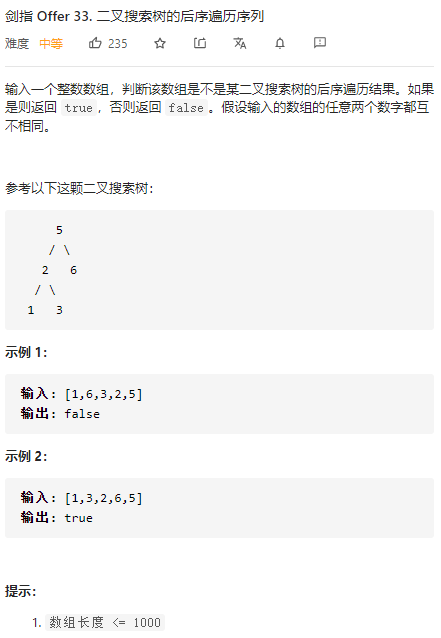 剑指 Offer 33. 二叉搜索树的后序遍历序列
难度 中等 235
输入一个整数数组，判断该数组是不是某二叉搜索树的后序遍历结果。如果
是则返回 true，否则返回 false。假设输入的数组的任意两个数字都互
不相同。
参考以下这颗二叉搜索树：
5
/ \
2 6
/ \
1 3
示例 1：
输入: [1,6,3,2,5]
输出: false
示例 2：
输入: [1,3,2,6,5]
输出: true
提示：
1. 数组长度 <= 1000